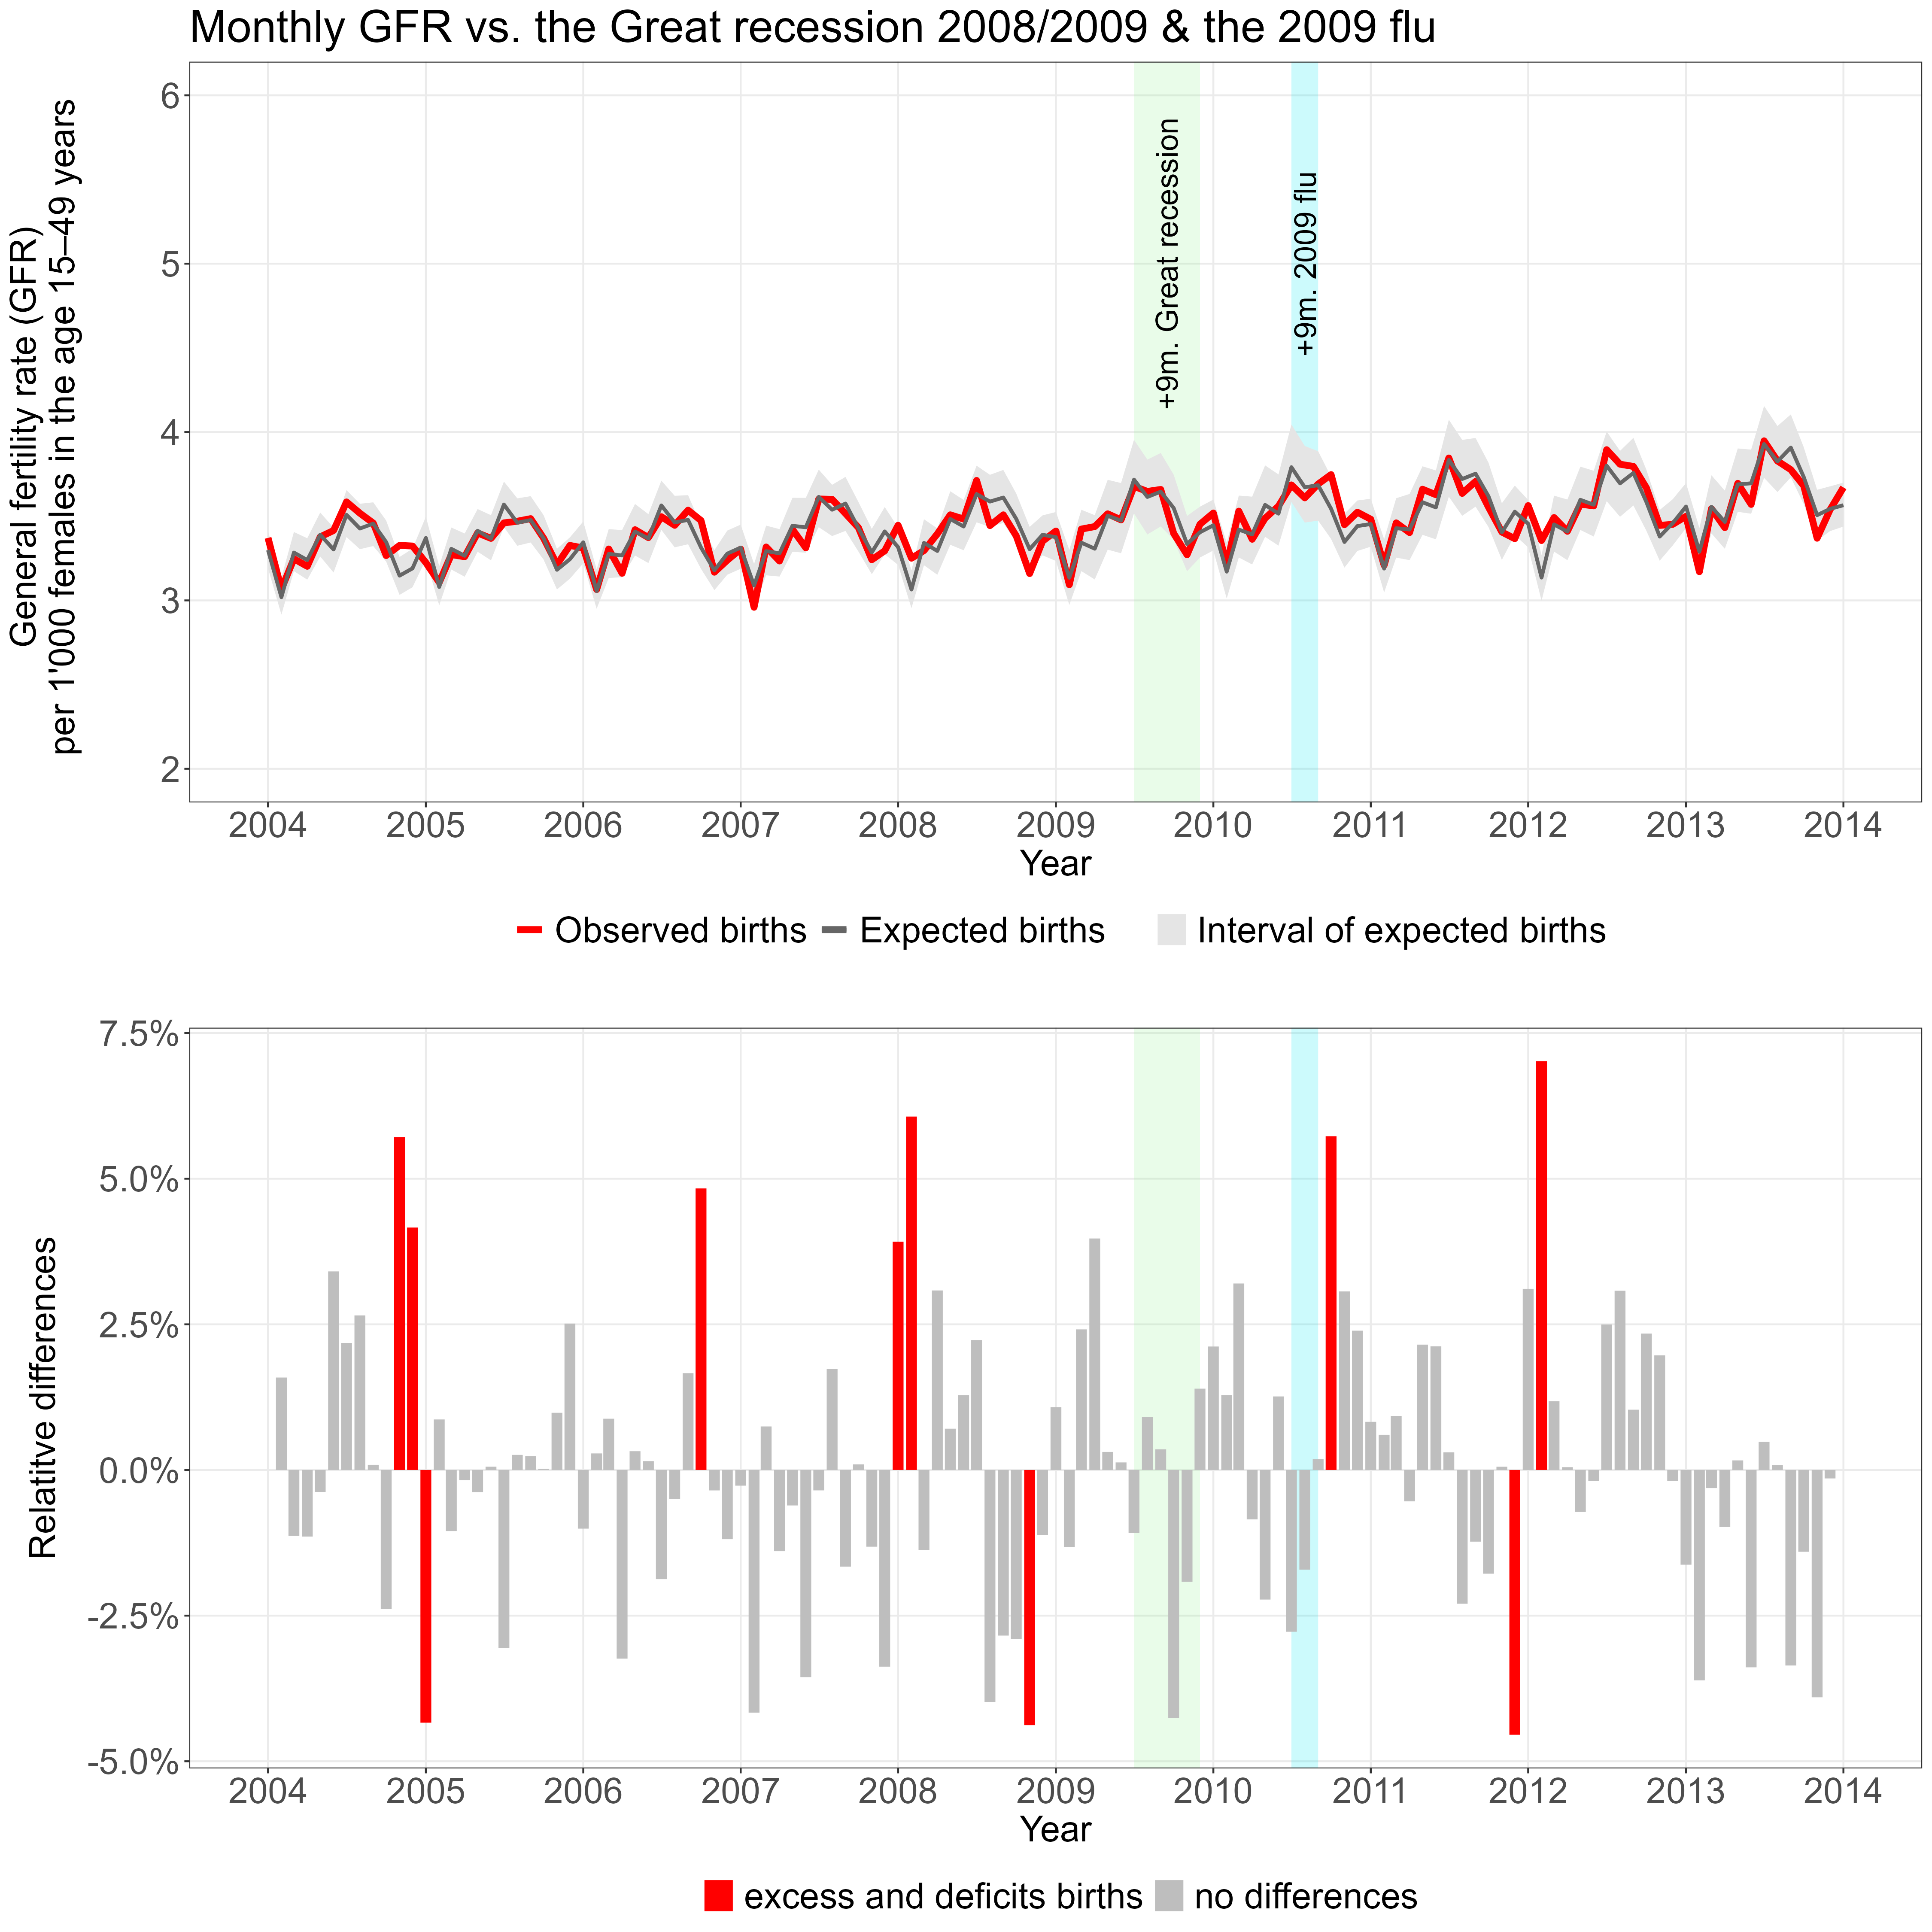 Monthly GFR vs. the Great recession 2008/2009 & the 2009 flu
General fertility rate (GFR)
per 1'000 females in the age 15–49 years
6
5
4
3
2
+9m. Great recession
+9m. 2009 flu
2004 2005 2006 2007 2008 2009 2010 2011 2012 2013 2014
Year
Observed births Expected births Interval of expected births
Relatitve differences
7.5%
5.0%
2.5%
0.0%
-2.5%
-5.0%
2004 2005 2006 2007 2008 2009 2010 2011 2012 2013 2014
Year
excess and deficits births no differences